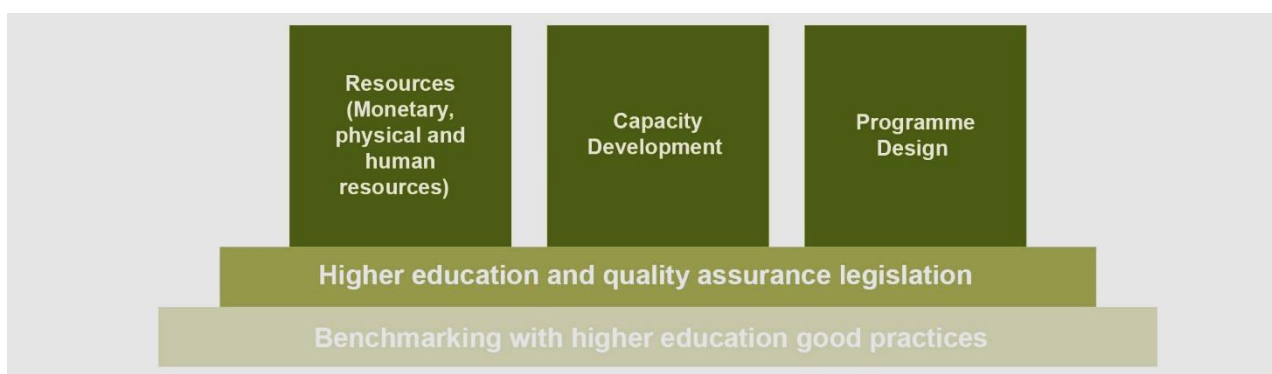 Resources
(Monetary,
physical and
human
resources)
Capacity
Development
Programme
Design
Higher education and quality assurance legislation
Benchmarking with higher education good practices